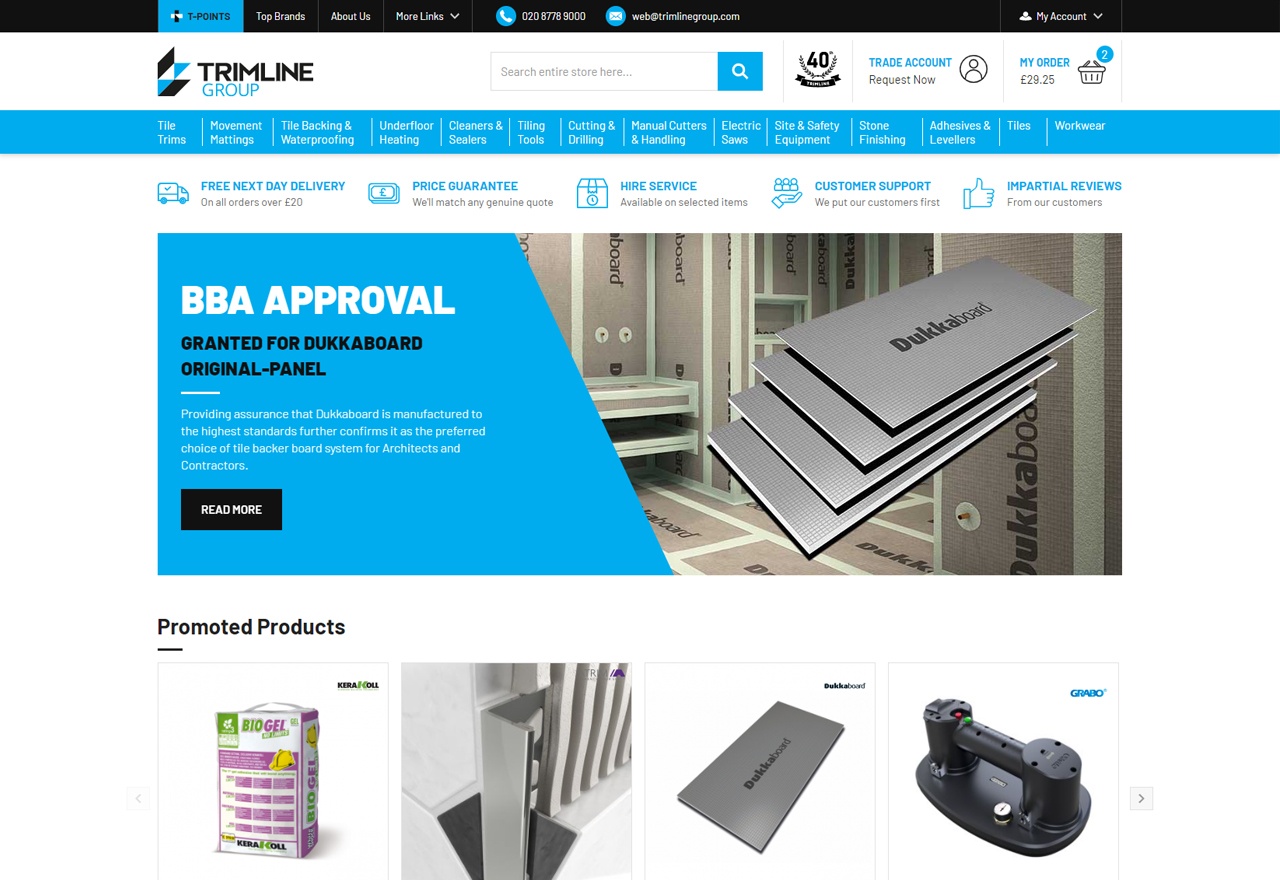 T-POINTS
Top Brands
About Us
More Links
020 8778 9000
web@trimlinegroup.com
My Account
TRIMLINE
GROUP
Search entire store here...
40
TRIMLINE
TRADE ACCOUNT
Request Now
MY ORDER
£29.25
2
Tile
Trims
Movement
Mattings
Tile Backing &
Waterproofing
Underfloor
Heating
Cleaners &
Sealers
Tiling
Tools
Cutting &
Drilling
Manual Cutters
& Handling
Electric
Saws
Site & Safety
Equipment
Stone
Finishing
Adhesives &
Levellers
Tiles
Workwear
FREE NEXT DAY DELIVERY
On all orders over £20
PRICE GUARANTEE
We'll match any genuine quote
HIRE SERVICE
Available on selected items
CUSTOMER SUPPORT
We put our customers first
IMPARTIAL REVIEWS
From our customers
BBA APPROVAL
GRANTED FOR DUKKABOARD
ORIGINAL-PANEL
Providing assurance that Dukkaboard is manufactured to
the highest standards further confirms it as the preferred
choice of tile backer board system for Architects and
Contractors.
READ MORE
Dukkaboard
Dukkaboard
Promoted Products
KERAKOLL
BIOGEL
NO LIMITS
BIOGEL
KERAKOLL
Dukkaboard
Dukkaboard
GRABO